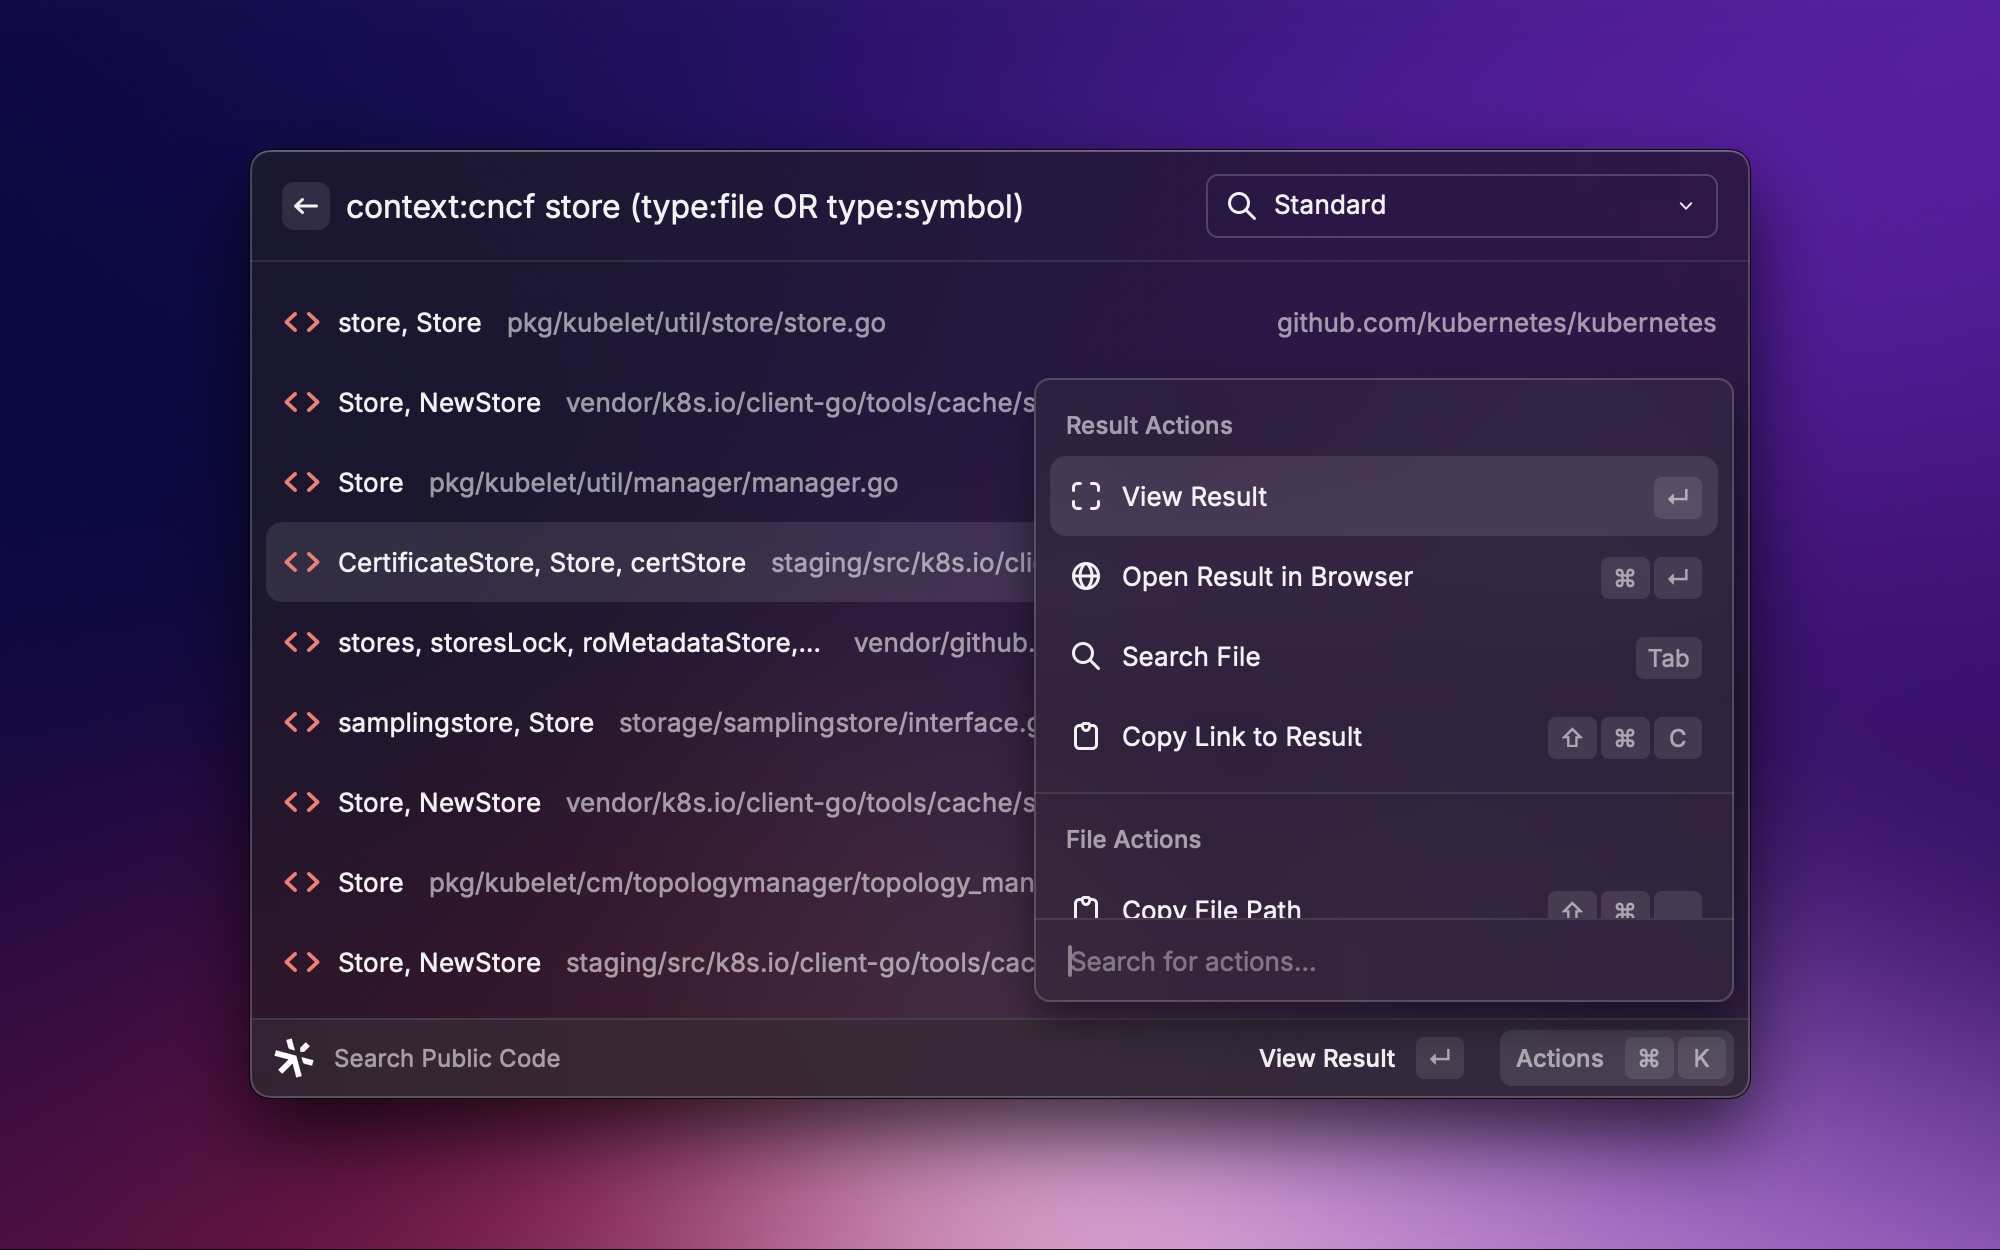 context:cncf store (type:file OR type:symbol)
Standard
store, Store pkg/kubelet/util/store/store.go github.com/kubernetes/kubernetes
Store, NewStore vendor/k8s.io/client-go/tools/cache/s
Store pkg/kubelet/util/manager/manager.go
CertificateStore, Store, certStore staging/src/k8s.io/cli
stores, storesLock, roMetadataStore,... vendor/github.
samplingstore, Store storage/samplingstore/interface.g
Store, NewStore vendor/k8s.io/client-go/tools/cache/s
Store pkg/kubelet/cm/topologymanager/topology_man
Store, NewStore staging/src/k8s.io/client-go/tools/cac
Result Actions
View Result ↵
Open Result in Browser ⌘ ↵
Search File Tab
Copy Link to Result ⇧ ⌘ C
File Actions
Copy File Path ⇧ ⌘
Search for actions...
Search Public Code
View Result ↵
Actions ⌘ K